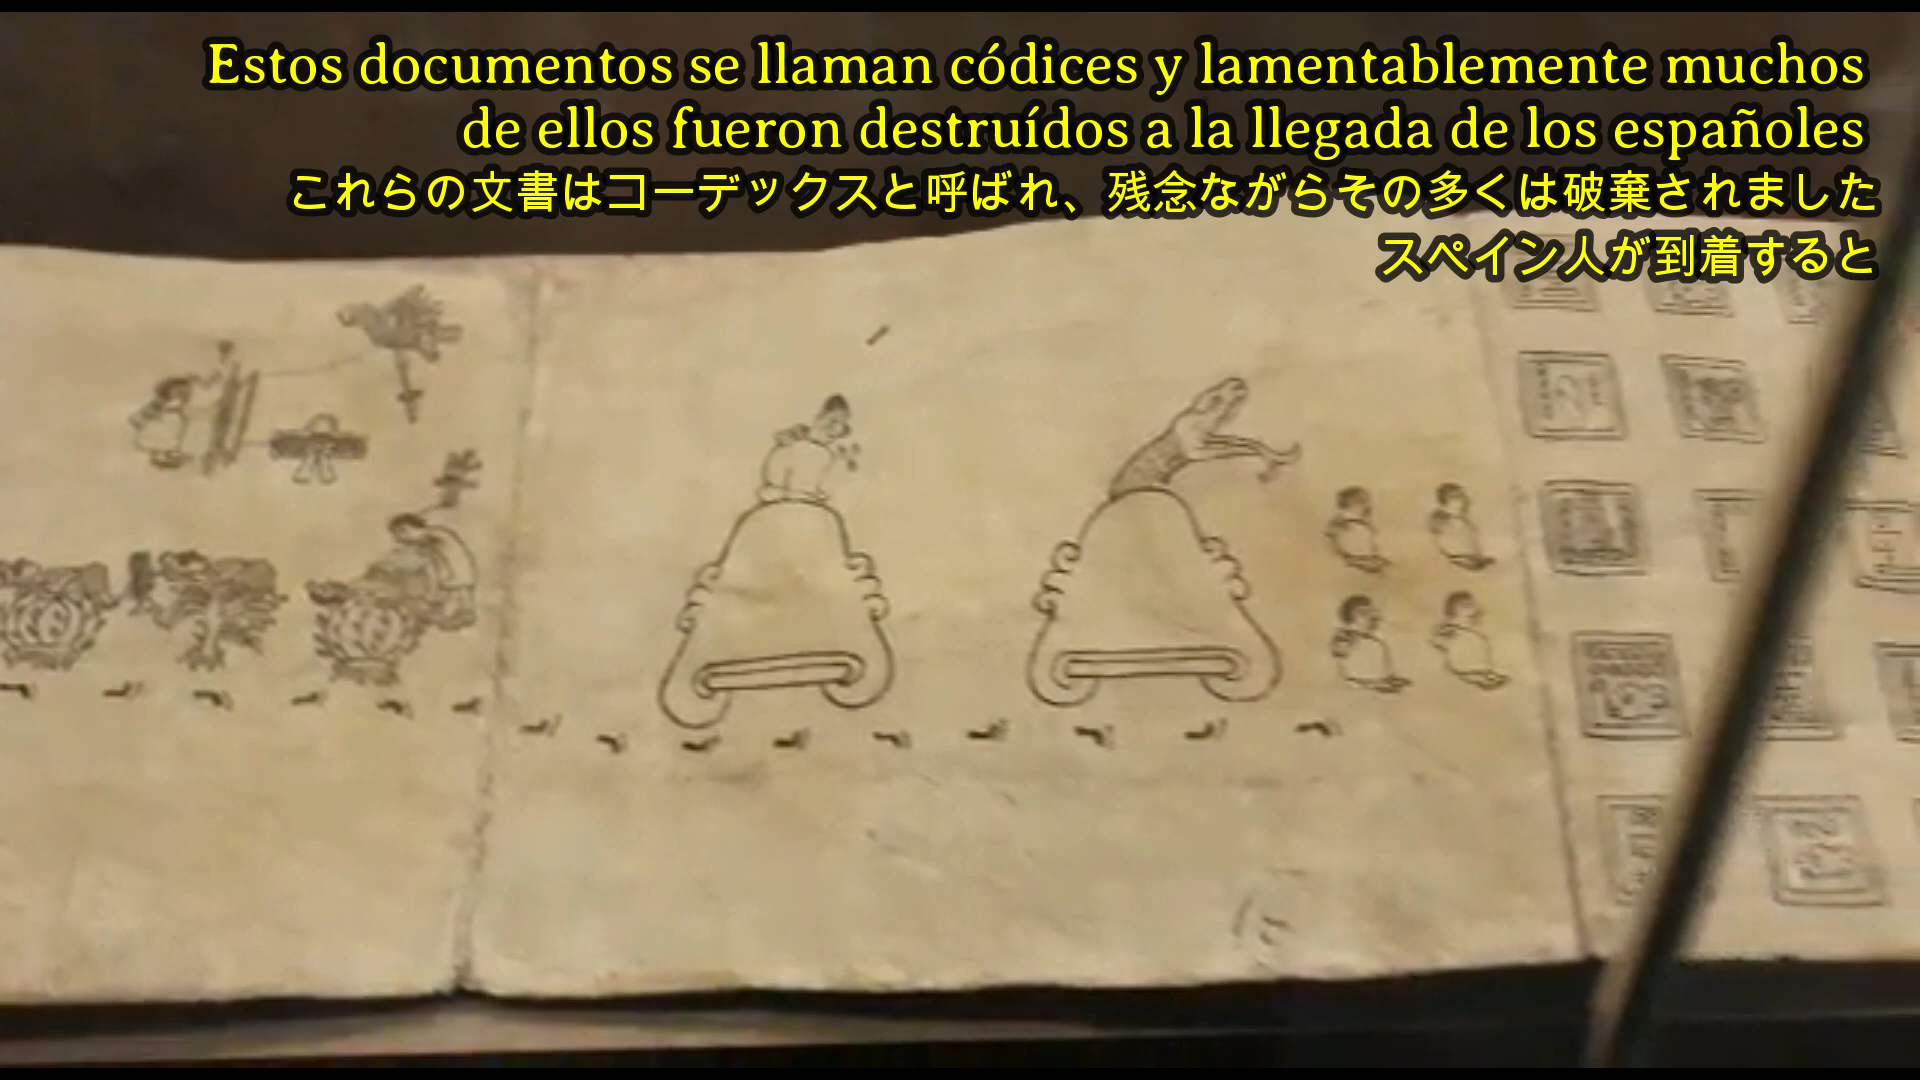 Estos documentos se llaman códices y lamentablemente muchos
de ellos fueron destruídos a la llegada de los españoles
これらの文書はコーデックスと呼ばれ、残念ながらその多くは破棄されました
スペイン人が到着すると